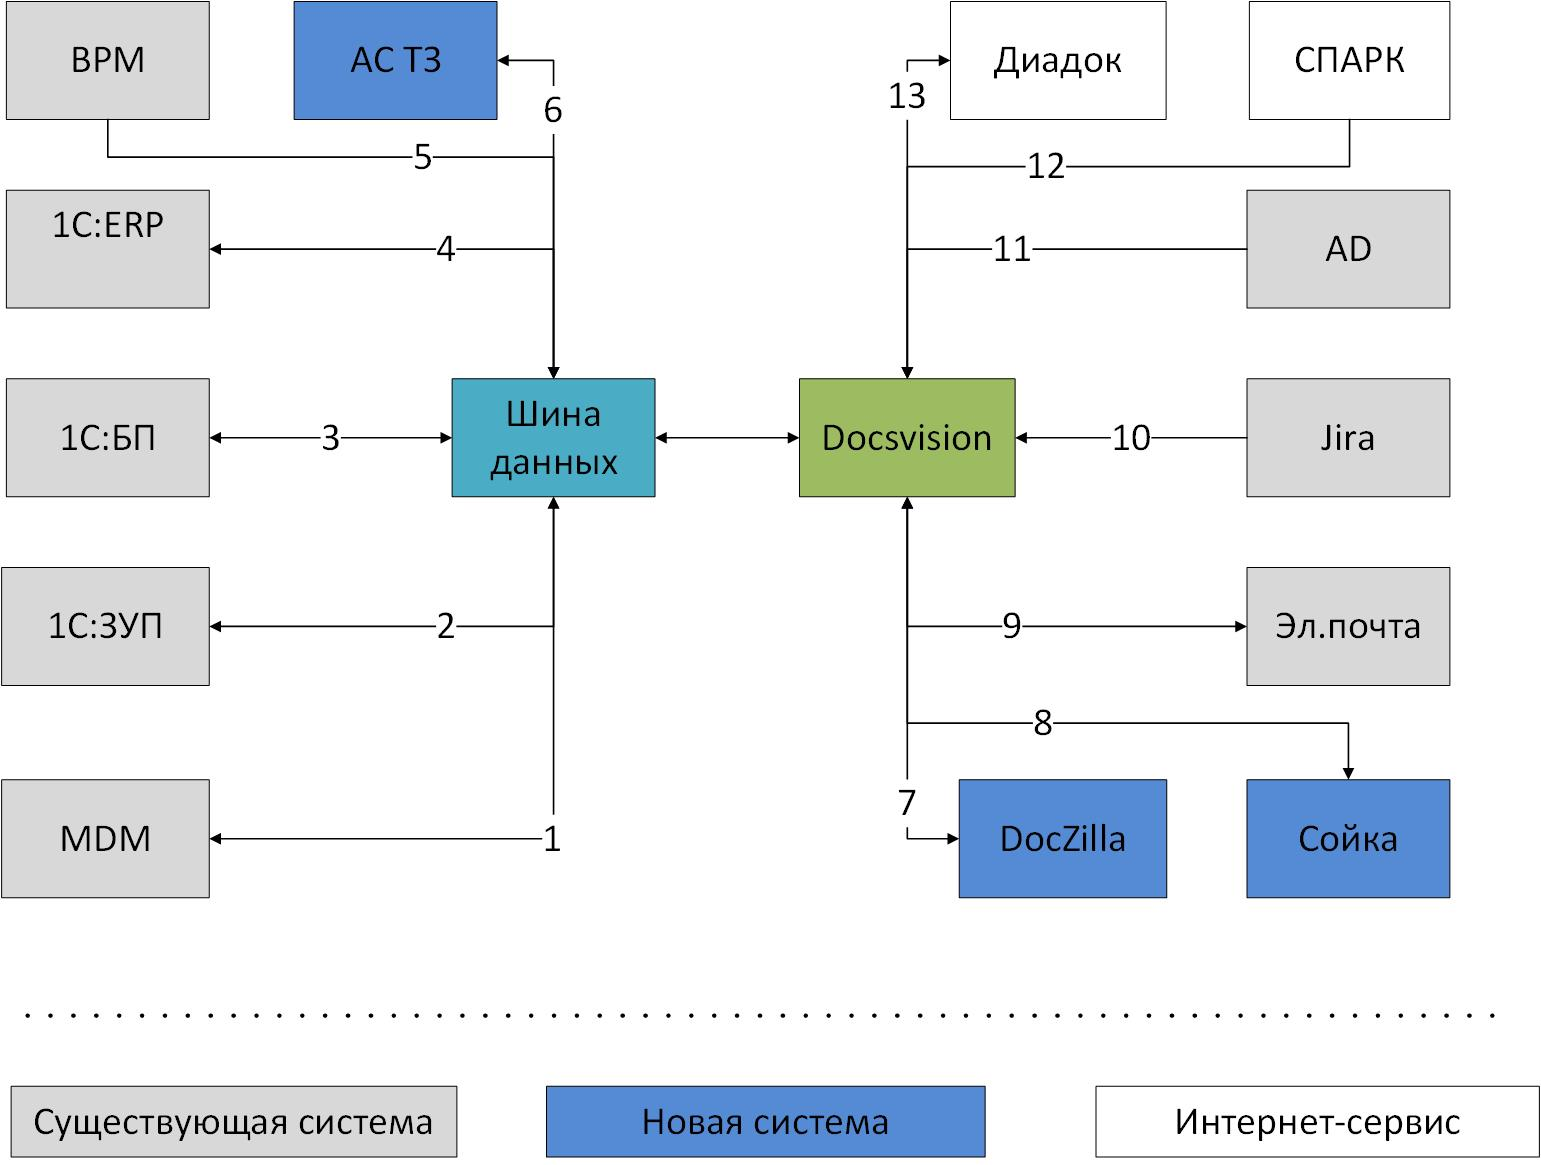 BPM
АС ТЗ
Диадок
СПАРК
6
13
5
12
1С:ERP
4
11
AD
1С:БП
3
Шина
данных
Docsvision
10
Jira
1С:ЗУП
2
9
Эл.почта
8
MDM
1
7
DocZilla
Сойка
Существующая система
Новая система
Интернет-сервис